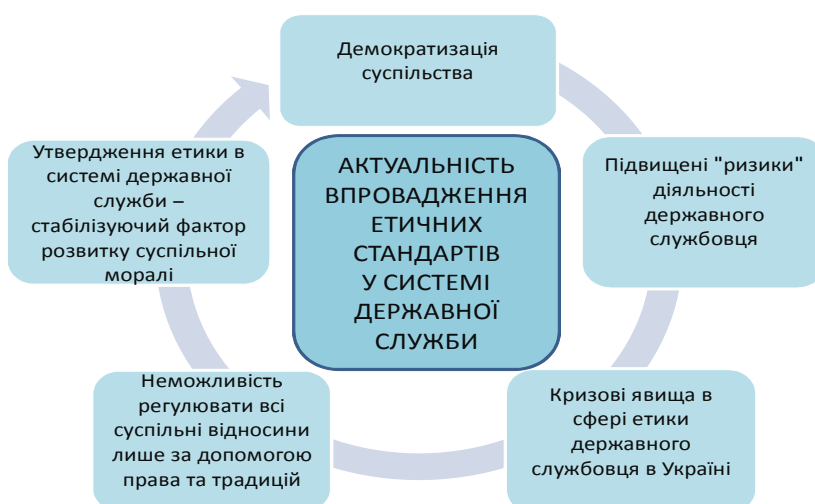 Демократизація
суспільства
Підвищені "ризики"
діяльності
державного
службовця
Кризові явища в
сфері етики
державного
службовця в Україні
Неможливість
регулювати всі
суспільні відносини
лише за допомогою
права та традицій
Утвердження етики в
системі державної
служби –
стабілізуючий фактор
розвитку суспільної
моралі
АКТУАЛЬНІСТЬ
ВПРОВАДЖЕННЯ
ЕТИЧНИХ
СТАНДАРТІВ
У СИСТЕМІ
ДЕРЖАВНОЇ
СЛУЖБИ